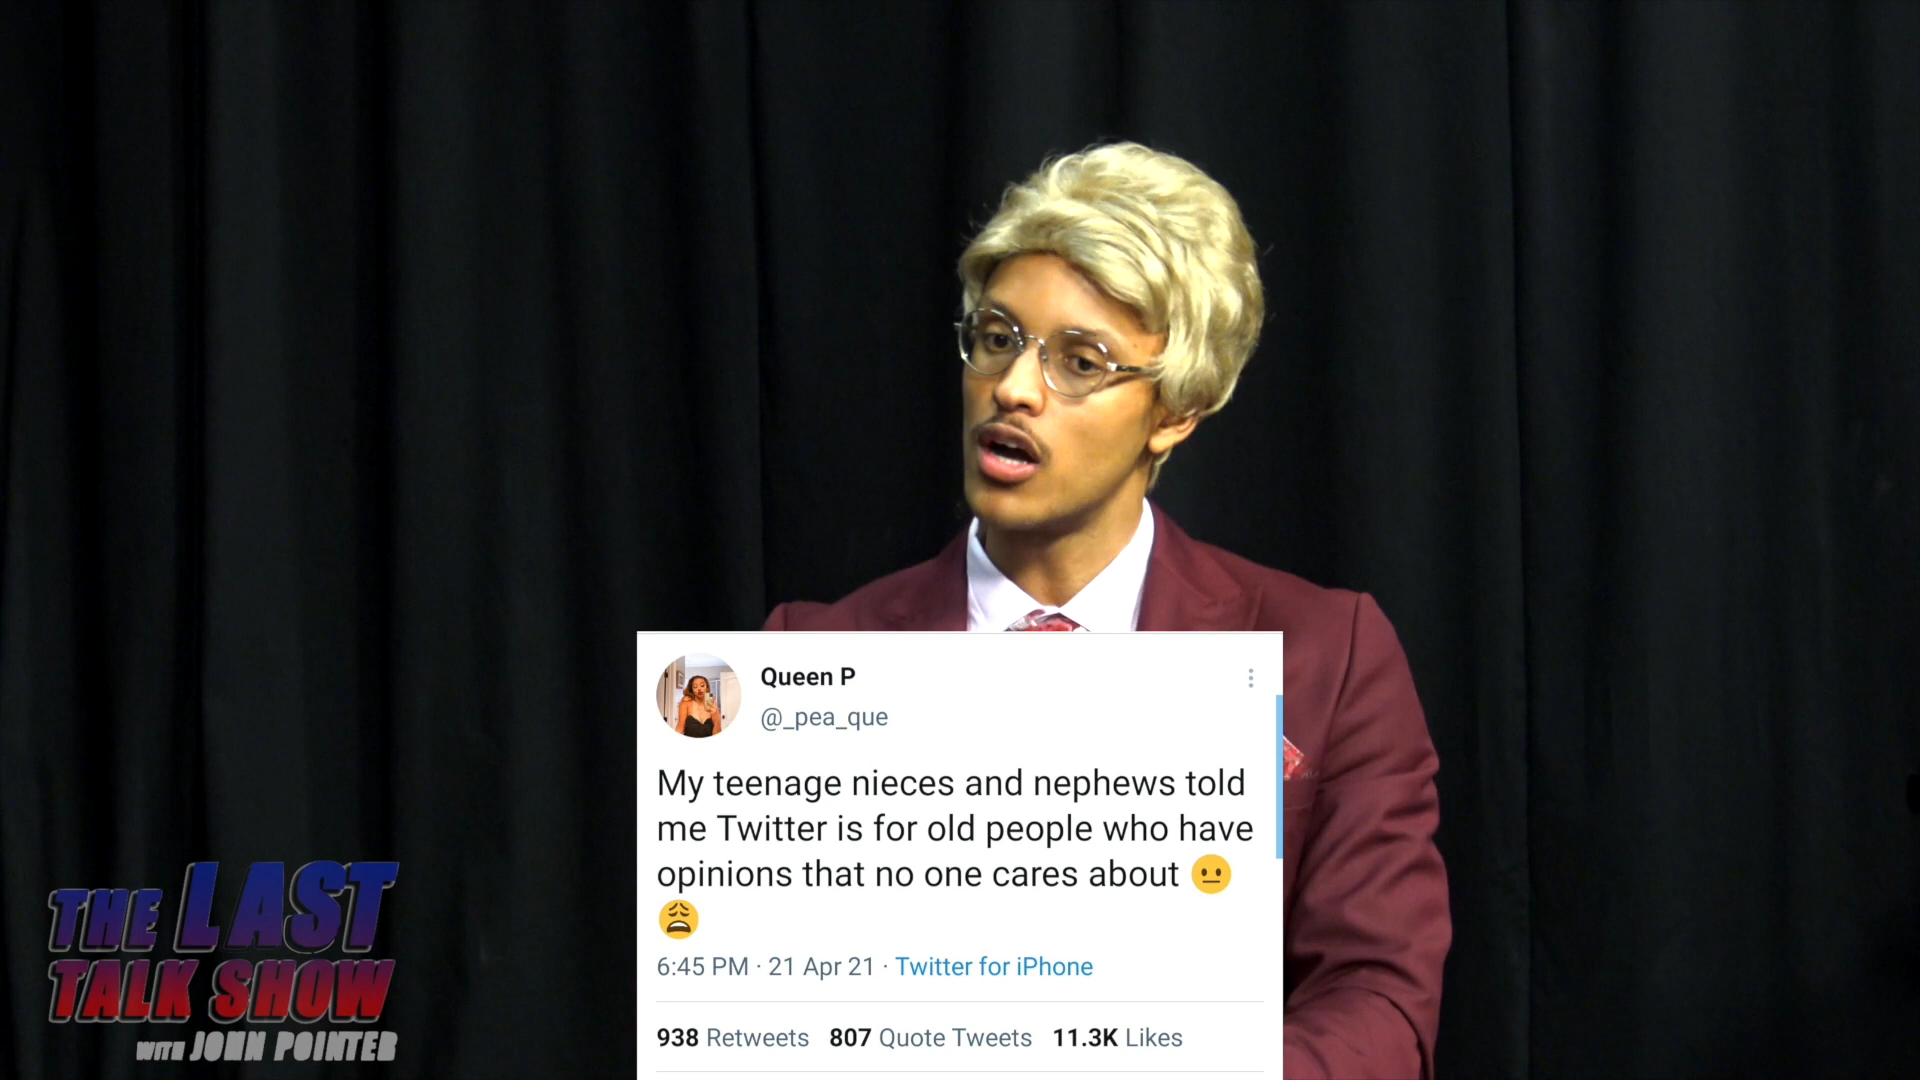 Queen P
@_pea_que
My teenage nieces and nephews told
me Twitter is for old people who have
opinions that no one cares about 😐
😩
6:45 PM · 21 Apr 21 · Twitter for iPhone
938 Retweets 807 Quote Tweets 11.3K Likes
THE LAST
TALK SHOW
WITH JOHN POINTER